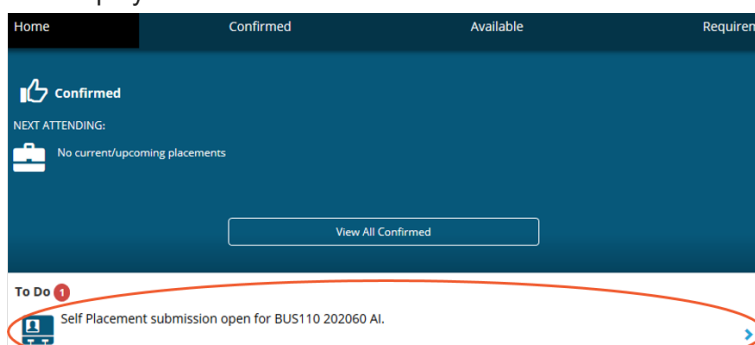 Home Confirmed Available
Confirmed
NEXT ATTENDING:
No current/upcoming placements
View All Confirmed
To Do 1
Self Placement submission open for BUS110 202060 AI.